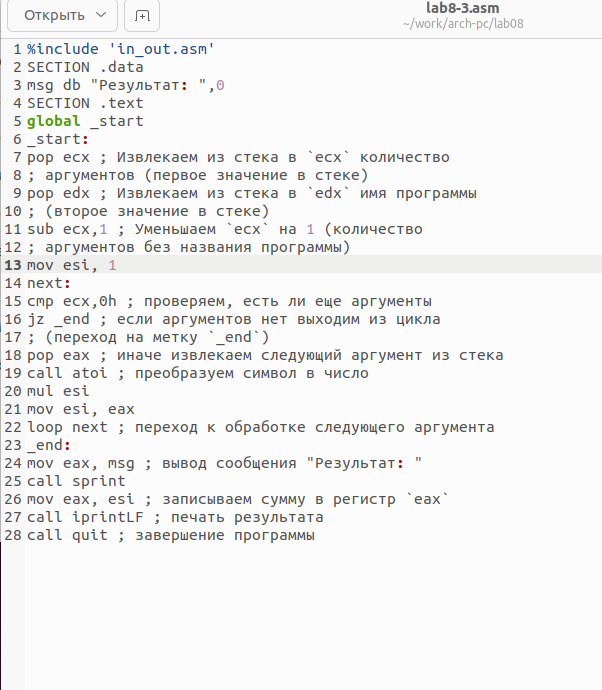 Открыть
lab8-3.asm
~/work/arch-pc/lab08
1 %include 'in_out.asm'
2 SECTION .data
3 msg db "Результат: ",0
4 SECTION .text
5 global _start
6 _start:
7 pop ecx ; Извлекаем из стека в `ecx` количество
8 ; аргументов (первое значение в стеке)
9 pop edx ; Извлекаем из стека в `edx` имя программы
10 ; (второе значение в стеке)
11 sub ecx,1 ; Уменьшаем `ecx` на 1 (количество
12 ; аргументов без названия программы)
13 mov esi, 1
14 next:
15 cmp ecx,0h ; проверяем, есть ли еще аргументы
16 jz _end ; если аргументов нет выходим из цикла
17 ; (переход на метку `_end`)
18 pop eax ; иначе извлекаем следующий аргумент из стека
19 call atoi ; преобразуем символ в число
20 mul esi
21 mov esi, eax
22 loop next ; переход к обработке следующего аргумента
23 _end:
24 mov eax, msg ; вывод сообщения "Результат: "
25 call sprint
26 mov eax, esi ; записываем сумму в регистр `eax`
27 call iprintLF ; печать результата
28 call quit ; завершение программы